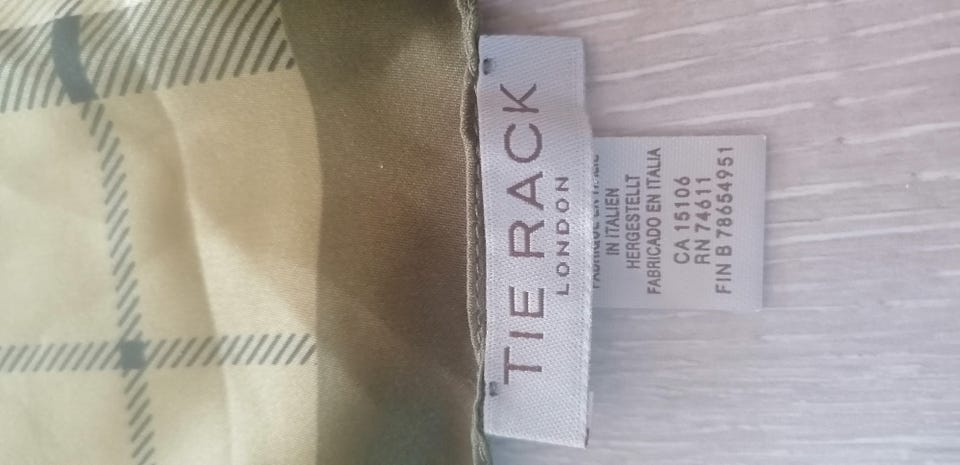 TIE RACK
LONDON
IN ITALIEN
HERGESTELLT
FABRICADO EN ITALIA
CA 15106
RN 74611
FIN B 78654951